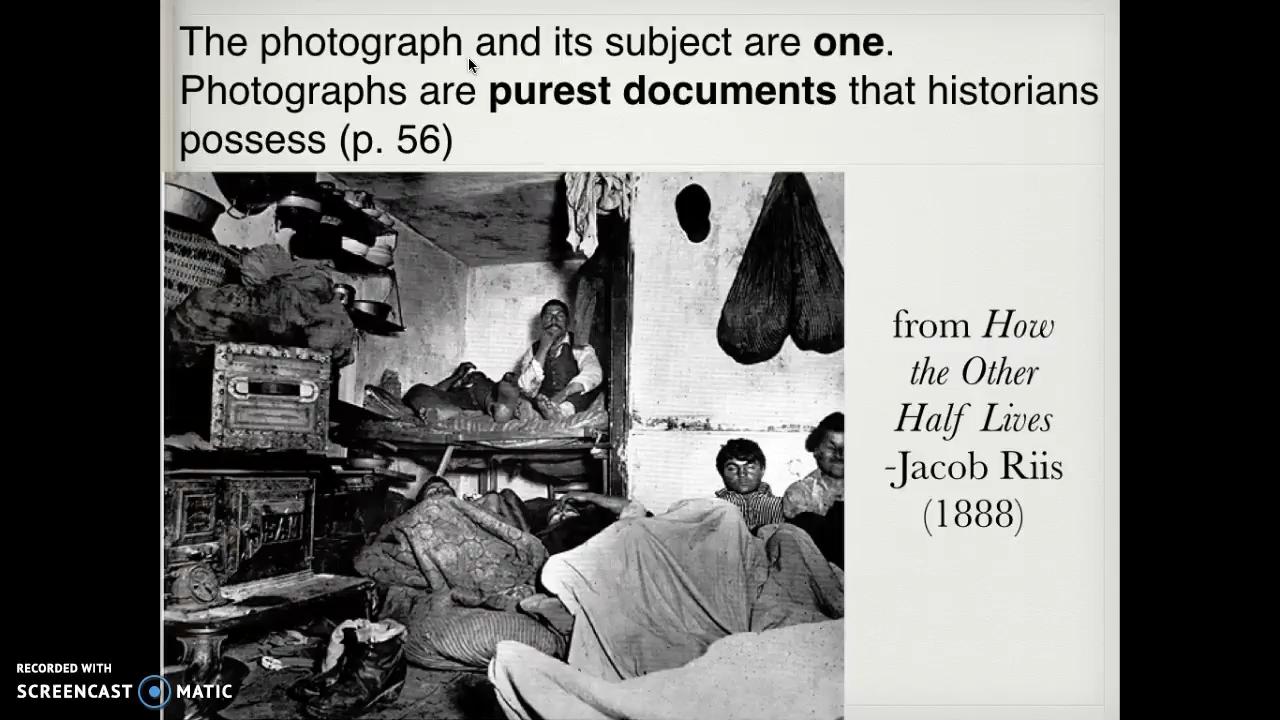 The photograph and its subject are one.
Photographs are purest documents that historians
possess (p. 56)
from How
the Other
Half Lives
-Jacob Riis
(1888)
RECORDED WITH
SCREENCAST MATIC